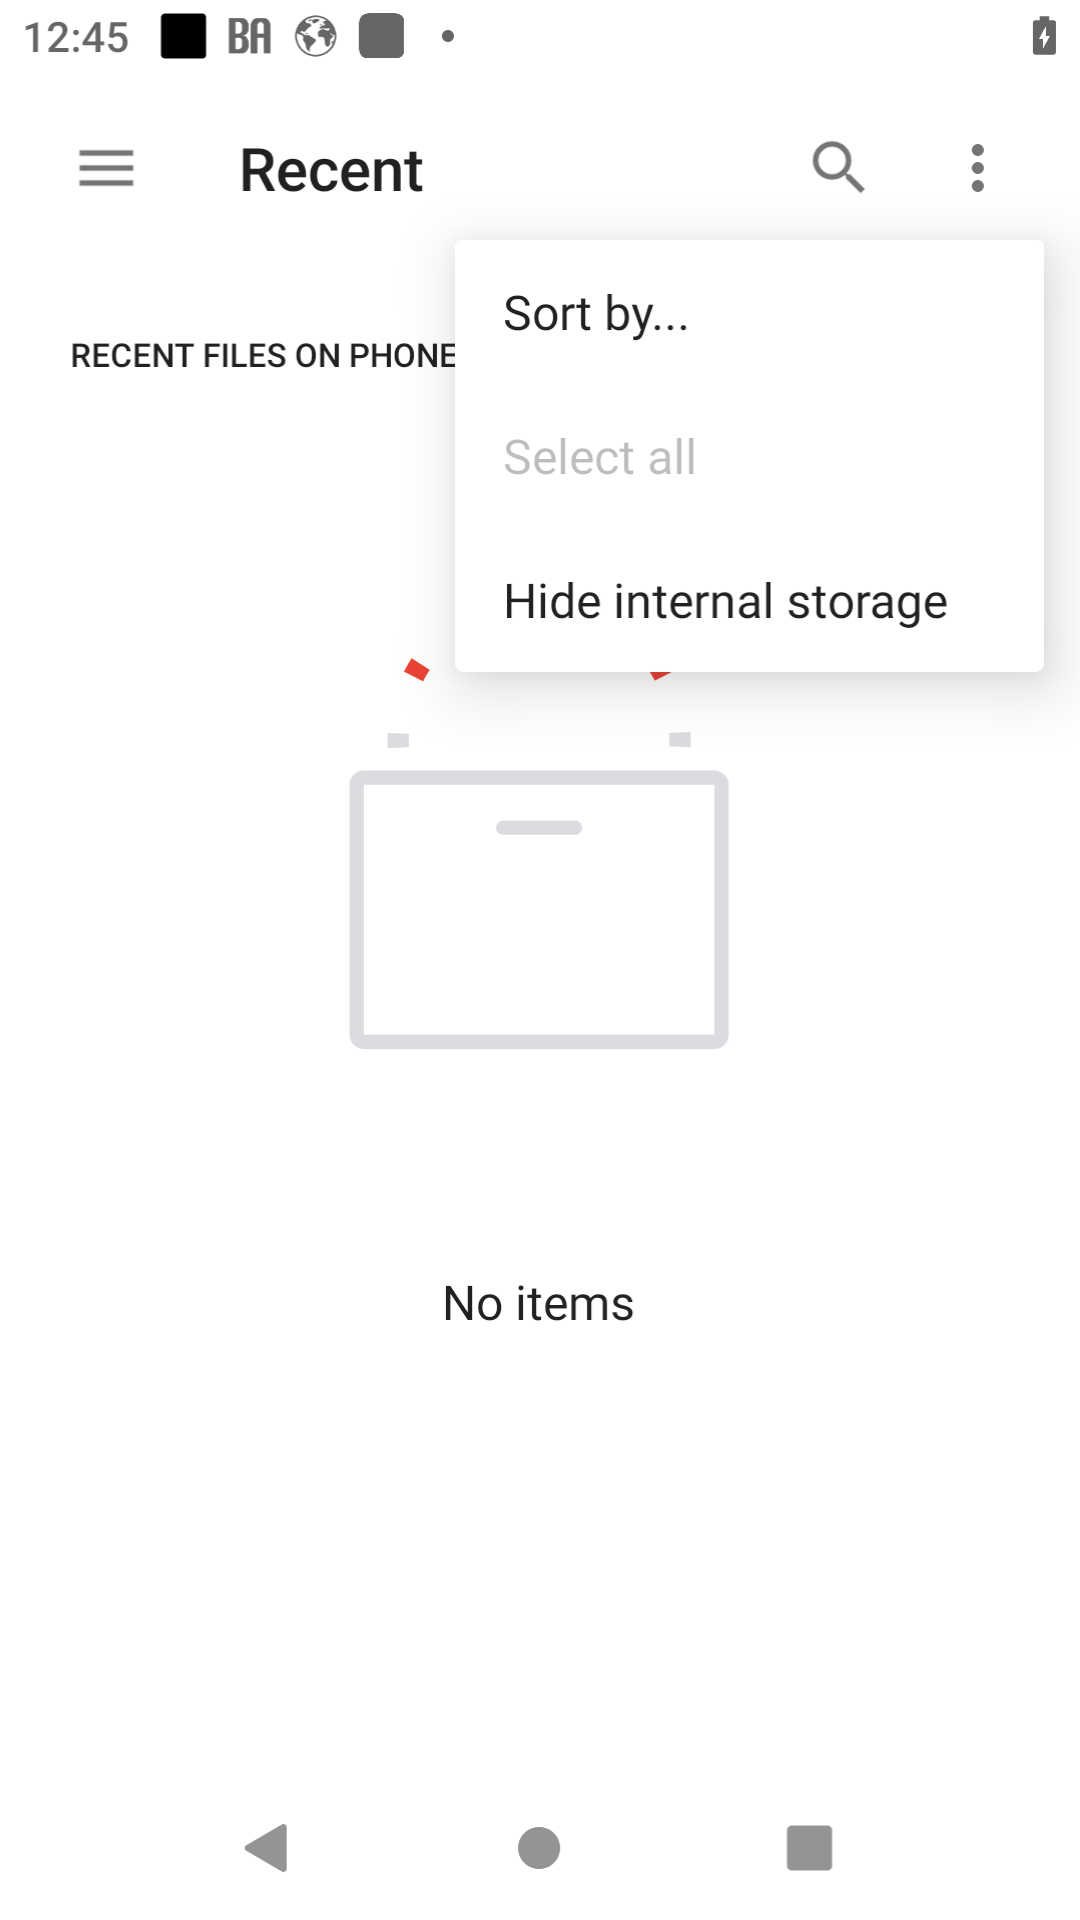 12:45 BA
Recent
Sort by...
RECENT FILES ON PHONE
Select all
Hide internal storage
No items